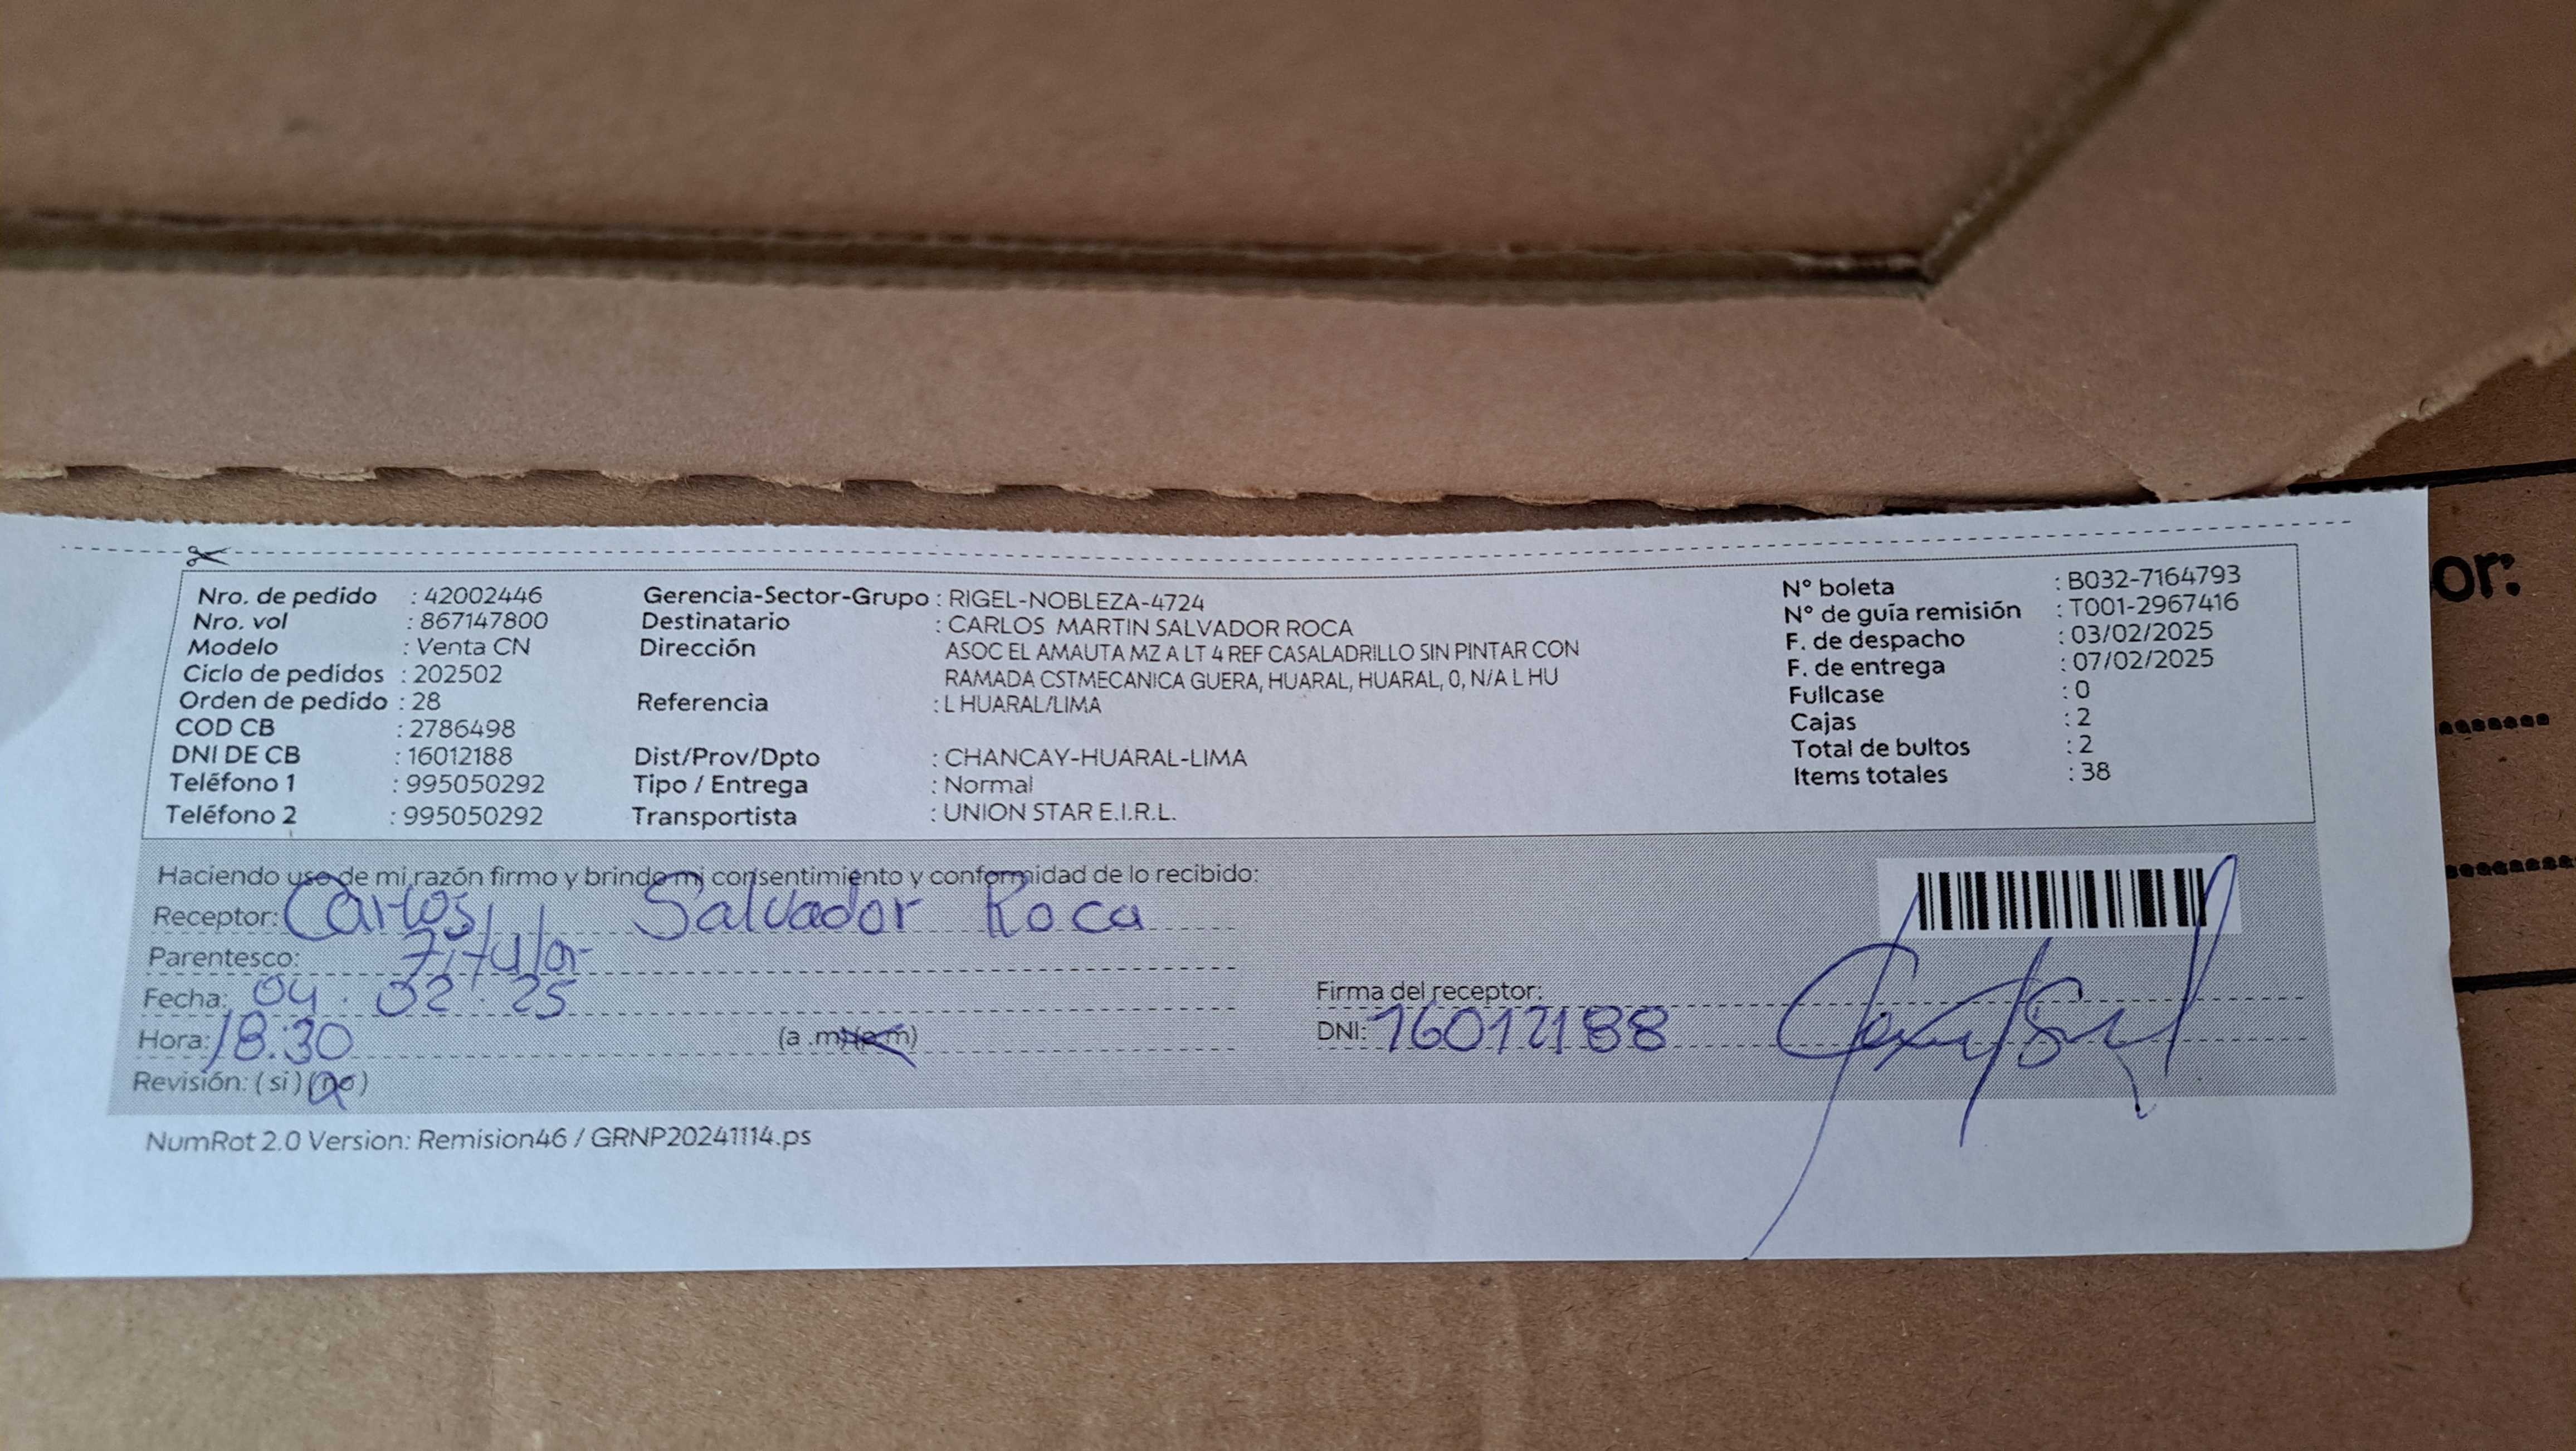 Nro. de pedido : 42002446
Nro. vol : 867147800
Modelo : Venta CN
Ciclo de pedidos : 202502
Orden de pedido : 28
COD CB : 2786498
DNI DE CB : 16012188
Teléfono 1 : 995050292
Teléfono 2 : 995050292
Gerencia-Sector-Grupo : RIGEL-NOBLEZA-4724
Destinatario : CARLOS MARTIN SALVADOR ROCA
Dirección ASOC EL AMAUTA MZ A LT 4 REF CASALADRILLO SIN PINTAR CON
RAMADA CSTMECANICA GUERA, HUARAL, HUARAL, 0, N/A L HU
Referencia : L HUARAL/LIMA
Dist/Prov/Dpto : CHANCAY-HUARAL-LIMA
Tipo / Entrega : Normal
Transportista : UNION STAR E.I.R.L.
N° boleta : B032-7164793
N° de guía remisión : T001-2967416
F. de despacho : 03/02/2025
F. de entrega : 07/02/2025
Fullcase : 0
Cajas : 2
Total de bultos : 2
Items totales : 38
Haciendo uso de mi razón firmo y brindo mi consentimiento y conformidad de lo recibido:
Receptor: Carlos Salvador Roca
Parentesco: Titular
Fecha: 04 . 02 . 25
Hora: 18:30 (a .m) (p.m)
Revisión: ( si ) ( no )
Firma del receptor:
DNI: 16012188
NumRot 2.0 Version: Remision46 / GRNP20241114.ps
or: